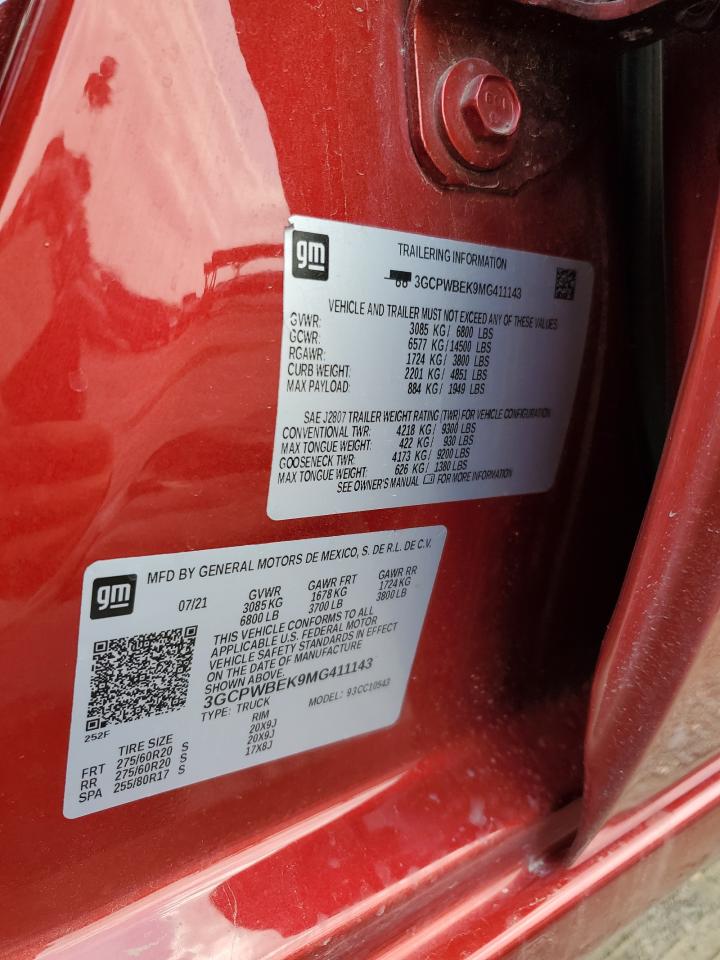 gm
TRAILERING INFORMATION
3GCPWBEK9MG411143
VEHICLE AND TRAILER MUST NOT EXCEED ANY OF THESE VALUES
GVWR: 3085 KG/ 6800 LBS
GCWR: 6577 KG/ 14500 LBS
RGAWR: 1724 KG/ 3800 LBS
CURB WEIGHT: 2201 KG/ 4851 LBS
MAX PAYLOAD: 884 KG/ 1949 LBS
SAE J2807 TRAILER WEIGHT RATING (TWR) FOR VEHICLE CONFIGURATION
CONVENTIONAL TWR: 4218 KG/ 9300 LBS
MAX TONGUE WEIGHT: 422 KG/ 930 LBS
GOOSENECK TWR: 4173 KG/ 9200 LBS
MAX TONGUE WEIGHT: 626 KG/ 1380 LBS
SEE OWNER'S MANUAL FOR MORE INFORMATION
gm
MFD BY GENERAL MOTORS DE MEXICO, S. DE R.L. DE C.V.
07/21 GVWR GAWR FRT GAWR RR
3085 KG 1678 KG 1724 KG
6800 LB 3700 LB 3800 LB
THIS VEHICLE CONFORMS TO ALL
APPLICABLE U.S. FEDERAL MOTOR
VEHICLE SAFETY STANDARDS IN EFFECT
ON THE DATE OF MANUFACTURE
SHOWN ABOVE.
3GCPWBEK9MG411143
TYPE: TRUCK MODEL: 93CC10543
252F
TIRE SIZE RIM
FRT 275/60R20 S 20X9J
RR 275/60R20 S 20X9J
SPA 255/80R17 S 17X8J